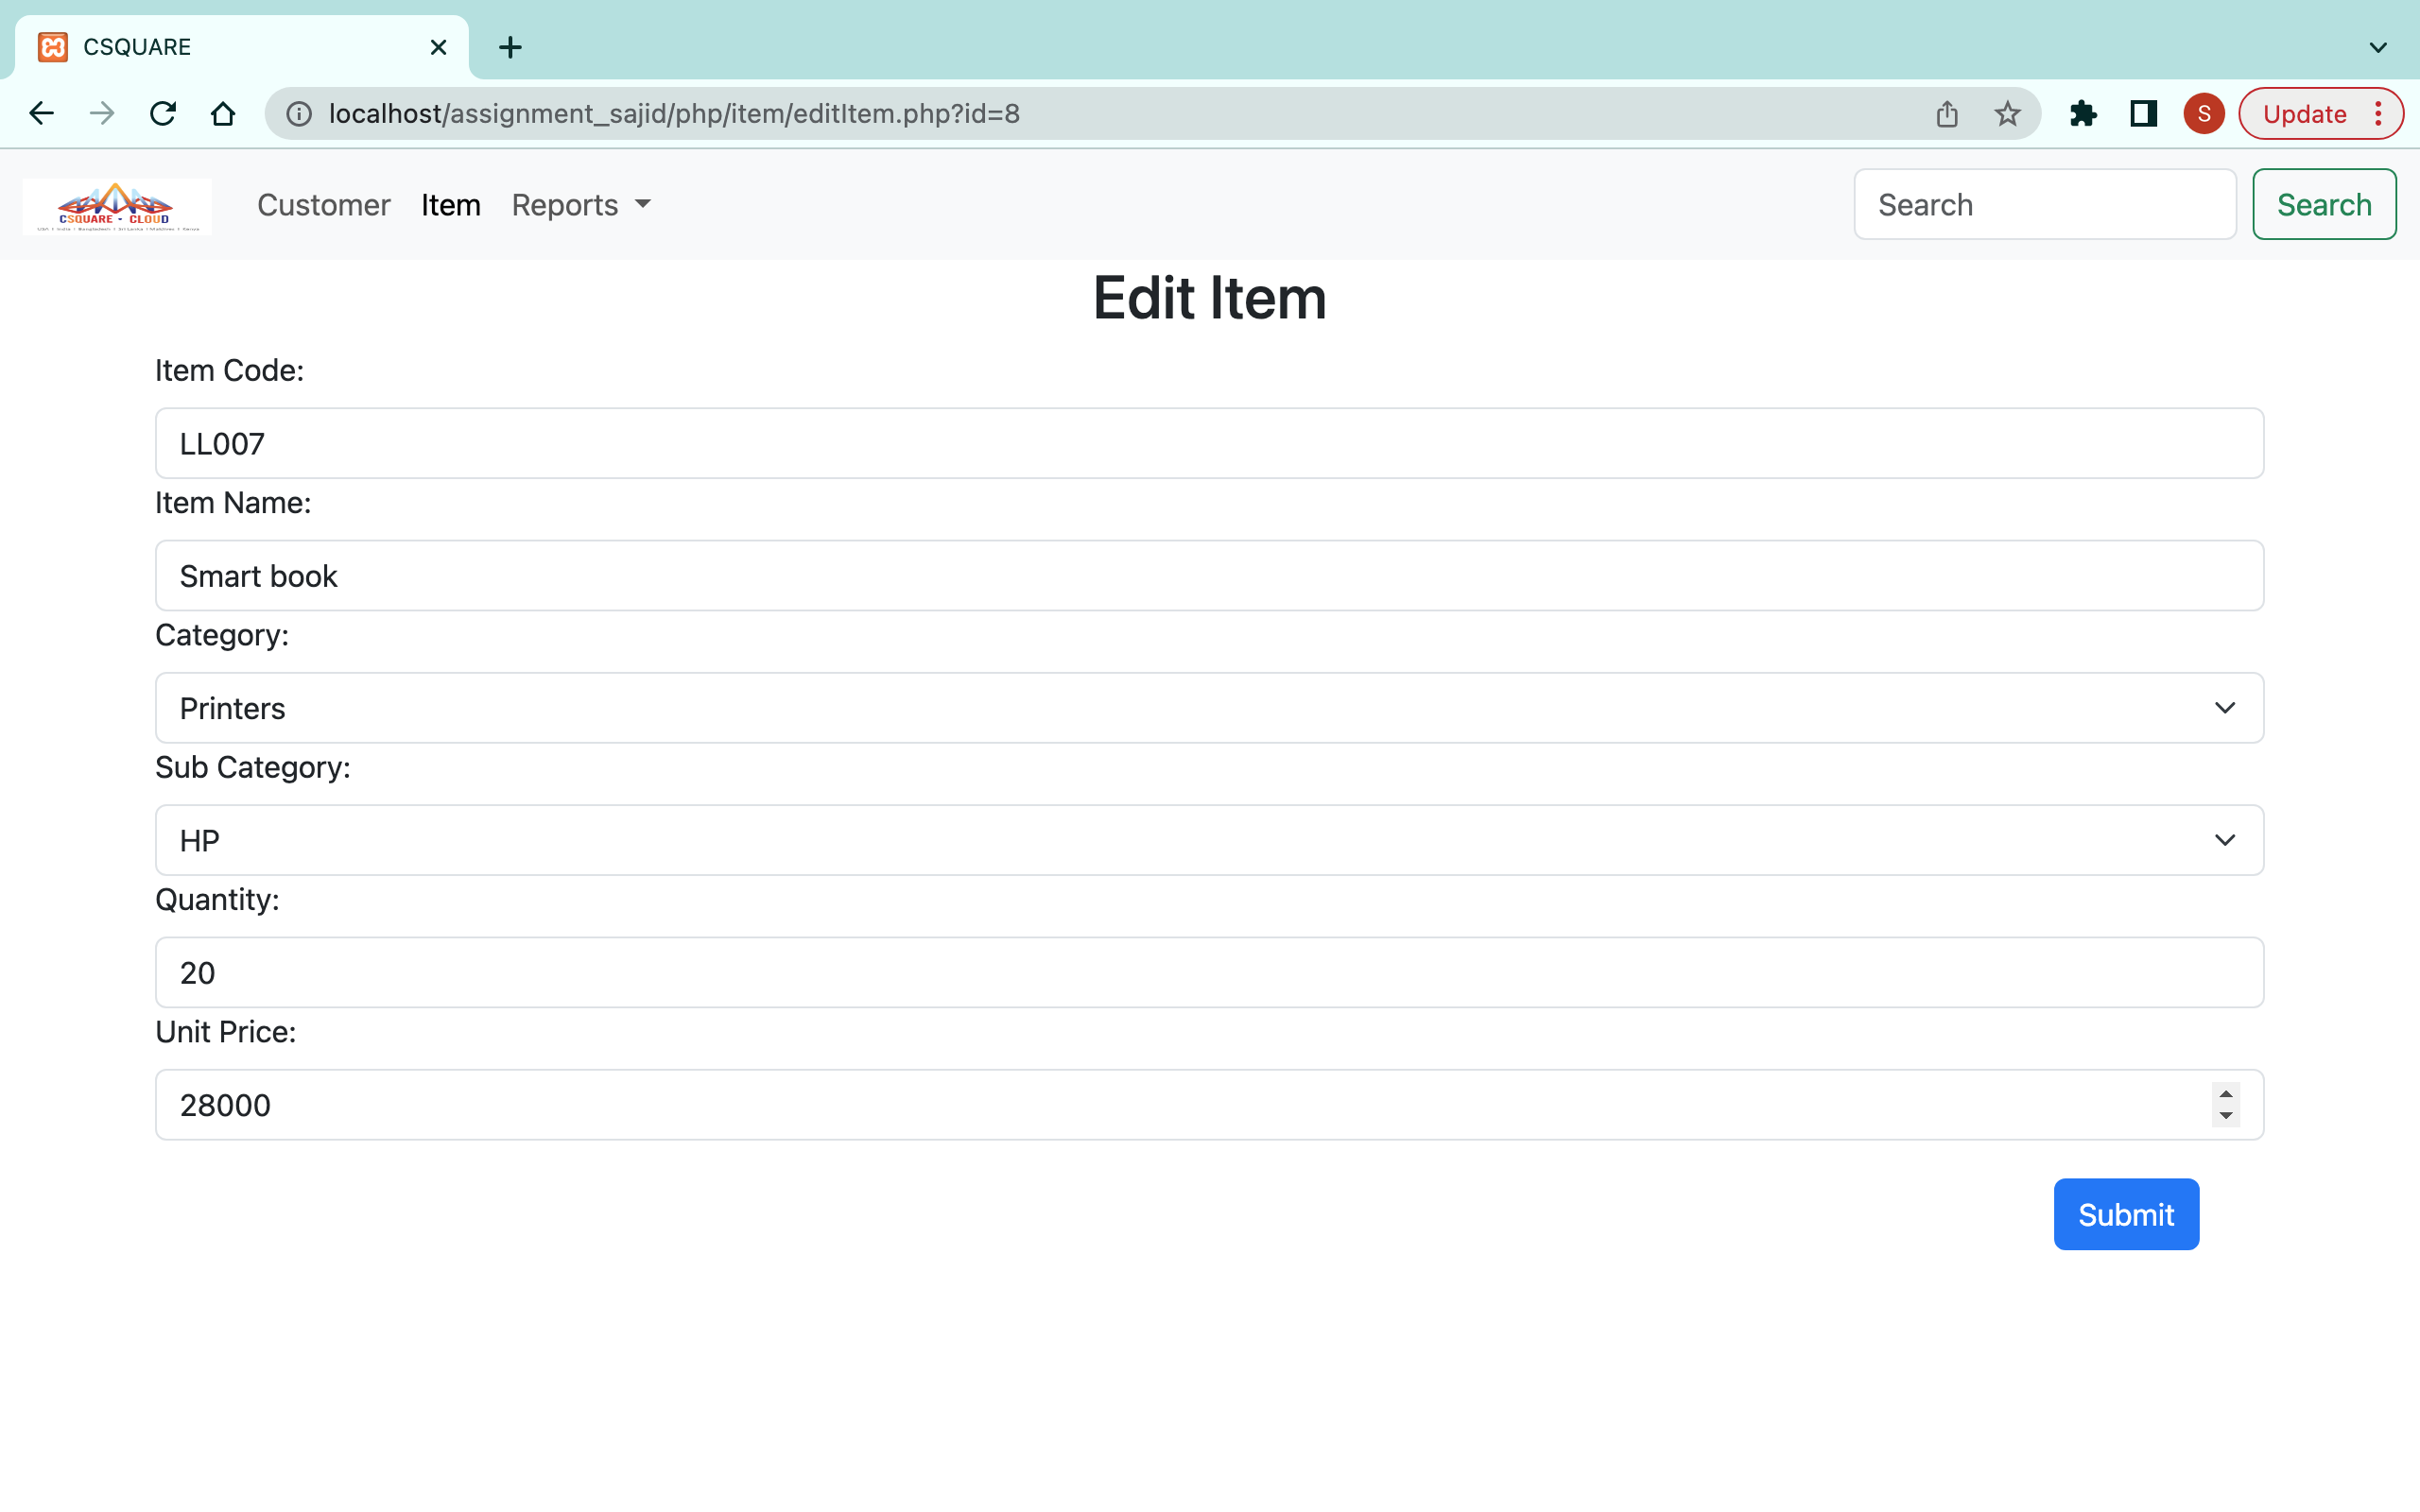 CSQUARE
localhost/assignment_sajid/php/item/editItem.php?id=8
S
Update
CSQUARE - CLOUD
Customer
Item
Reports
Search
Search
Edit Item
Item Code:
LL007
Item Name:
Smart book
Category:
Printers
Sub Category:
HP
Quantity:
20
Unit Price:
28000
Submit